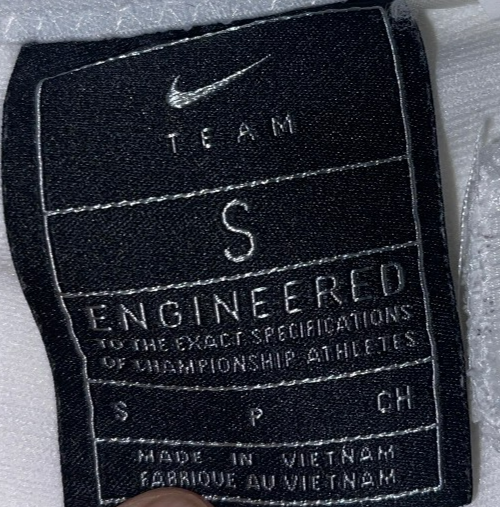 TEAM
S
ENGINEERED
TO THE EXACT SPECIFICATIONS
OF CHAMPIONSHIP ATHLETES
S P CH
MADE IN VIETNAM
FABRIQUE AU VIETNAM